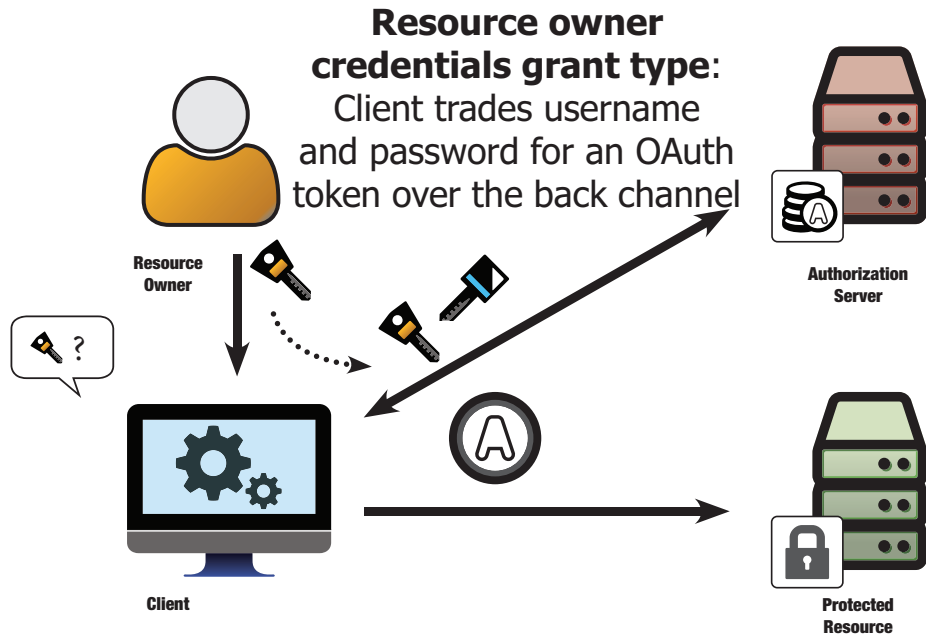 Resource owner
credentials grant type:
Client trades username
and password for an OAuth
token over the back channel
Resource
Owner
Authorization
Server
?
A
A
Client
Protected
Resource